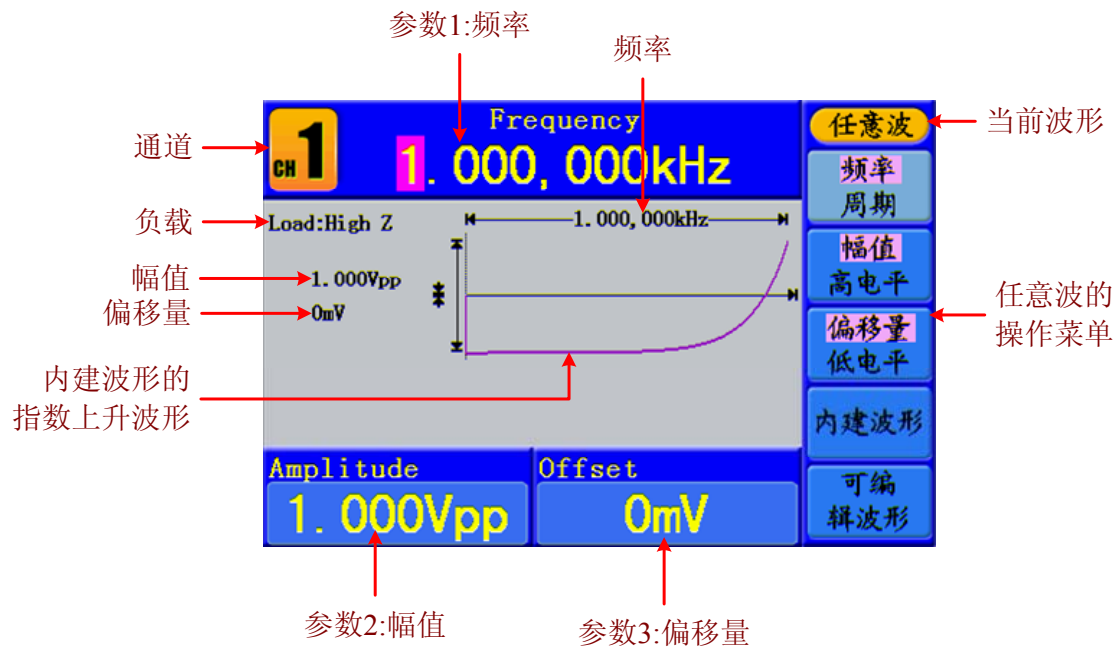 参数1:频率
频率
通道
负载
幅值
偏移量
内建波形的
指数上升波形
CH 1
Frequency
1.000,000kHz
Load:High Z
1.000,000kHz
1.000Vpp
0mV
Amplitude
1.000Vpp
Offset
0mV
任意波
频率
周期
幅值
高电平
偏移量
低电平
内建波形
可编
辑波形
当前波形
任意波的
操作菜单
参数2:幅值
参数3:偏移量